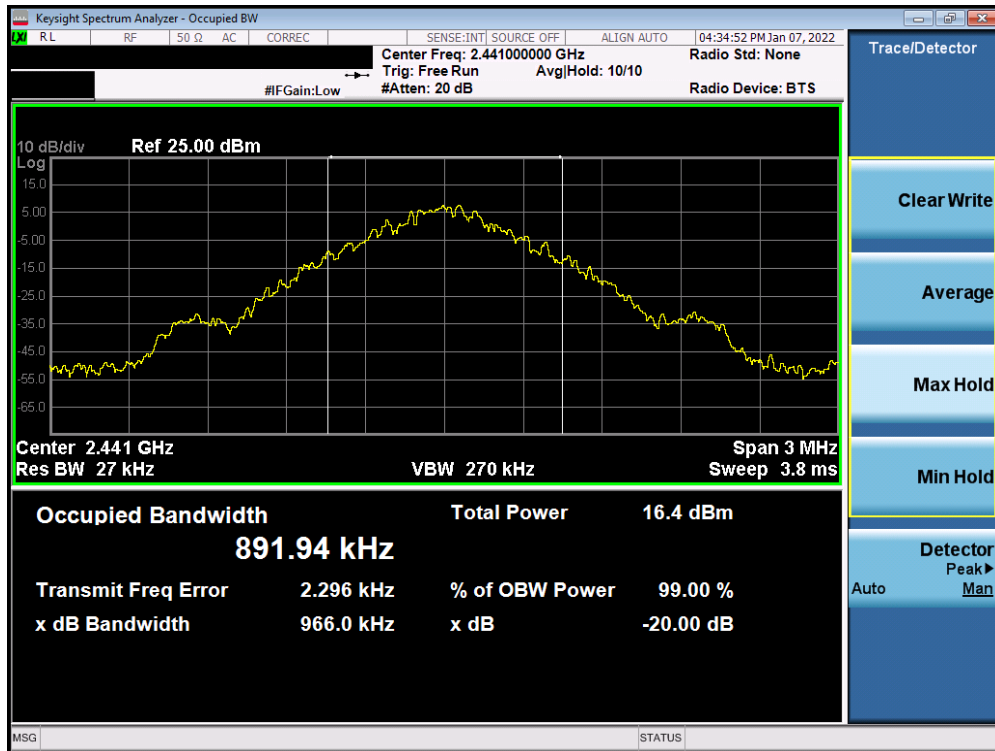 Keysight Spectrum Analyzer - Occupied BW
LXI RL RF 50 Ω AC CORREC SENSE:INT SOURCE OFF ALIGN AUTO 04:34:52 PM Jan 07, 2022
Center Freq: 2.441000000 GHz Radio Std: None
Trig: Free Run Avg|Hold: 10/10
#IFGain:Low #Atten: 20 dB Radio Device: BTS
10 dB/div Ref 25.00 dBm
Log
15.0
5.00
-5.00
-15.0
-25.0
-35.0
-45.0
-55.0
-65.0
Center 2.441 GHz Span 3 MHz
Res BW 27 kHz VBW 270 kHz Sweep 3.8 ms
Occupied Bandwidth Total Power 16.4 dBm
891.94 kHz
Transmit Freq Error 2.296 kHz % of OBW Power 99.00 %
x dB Bandwidth 966.0 kHz x dB -20.00 dB
MSG STATUS
Trace/Detector
Clear Write
Average
Max Hold
Min Hold
Detector
Peak▶
Auto Man